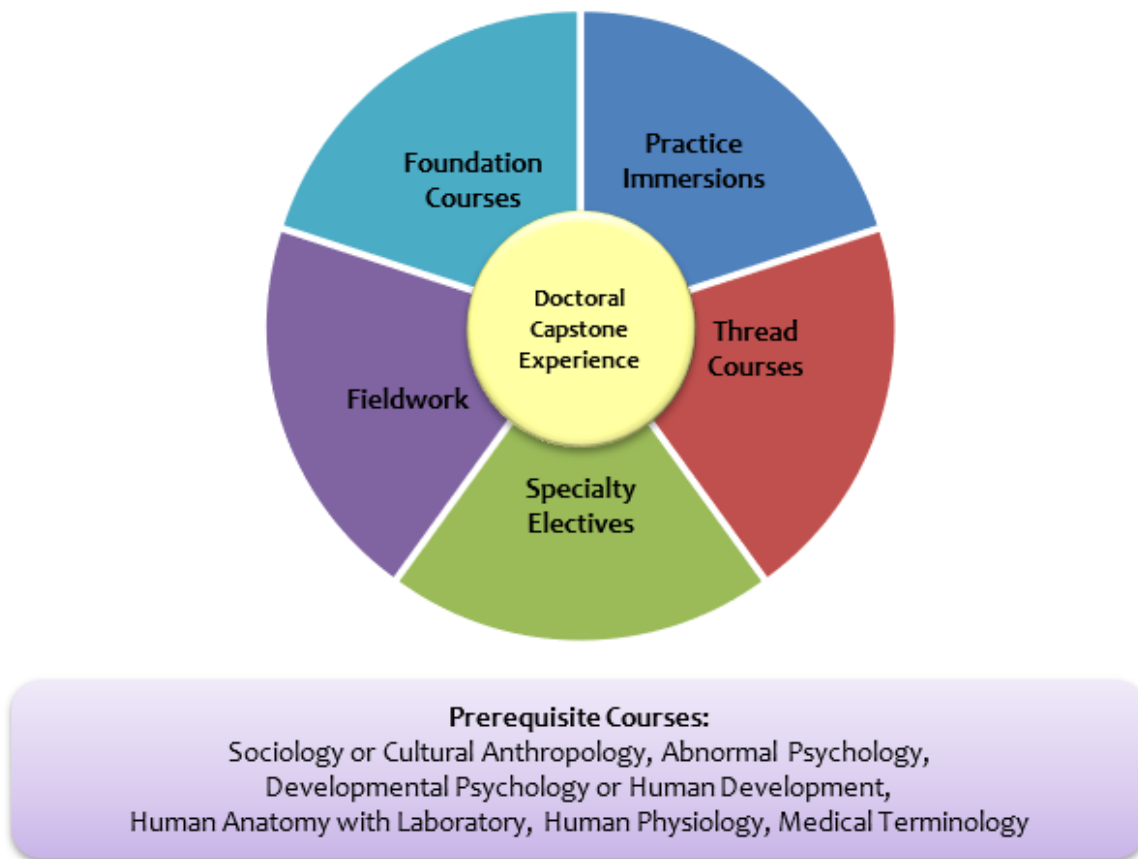 Foundation
Courses
Practice
Immersions
Doctoral
Capstone
Experience
Thread
Courses
Fieldwork
Specialty
Electives
Prerequisite Courses:
Sociology or Cultural Anthropology, Abnormal Psychology,
Developmental Psychology or Human Development,
Human Anatomy with Laboratory, Human Physiology, Medical Terminology